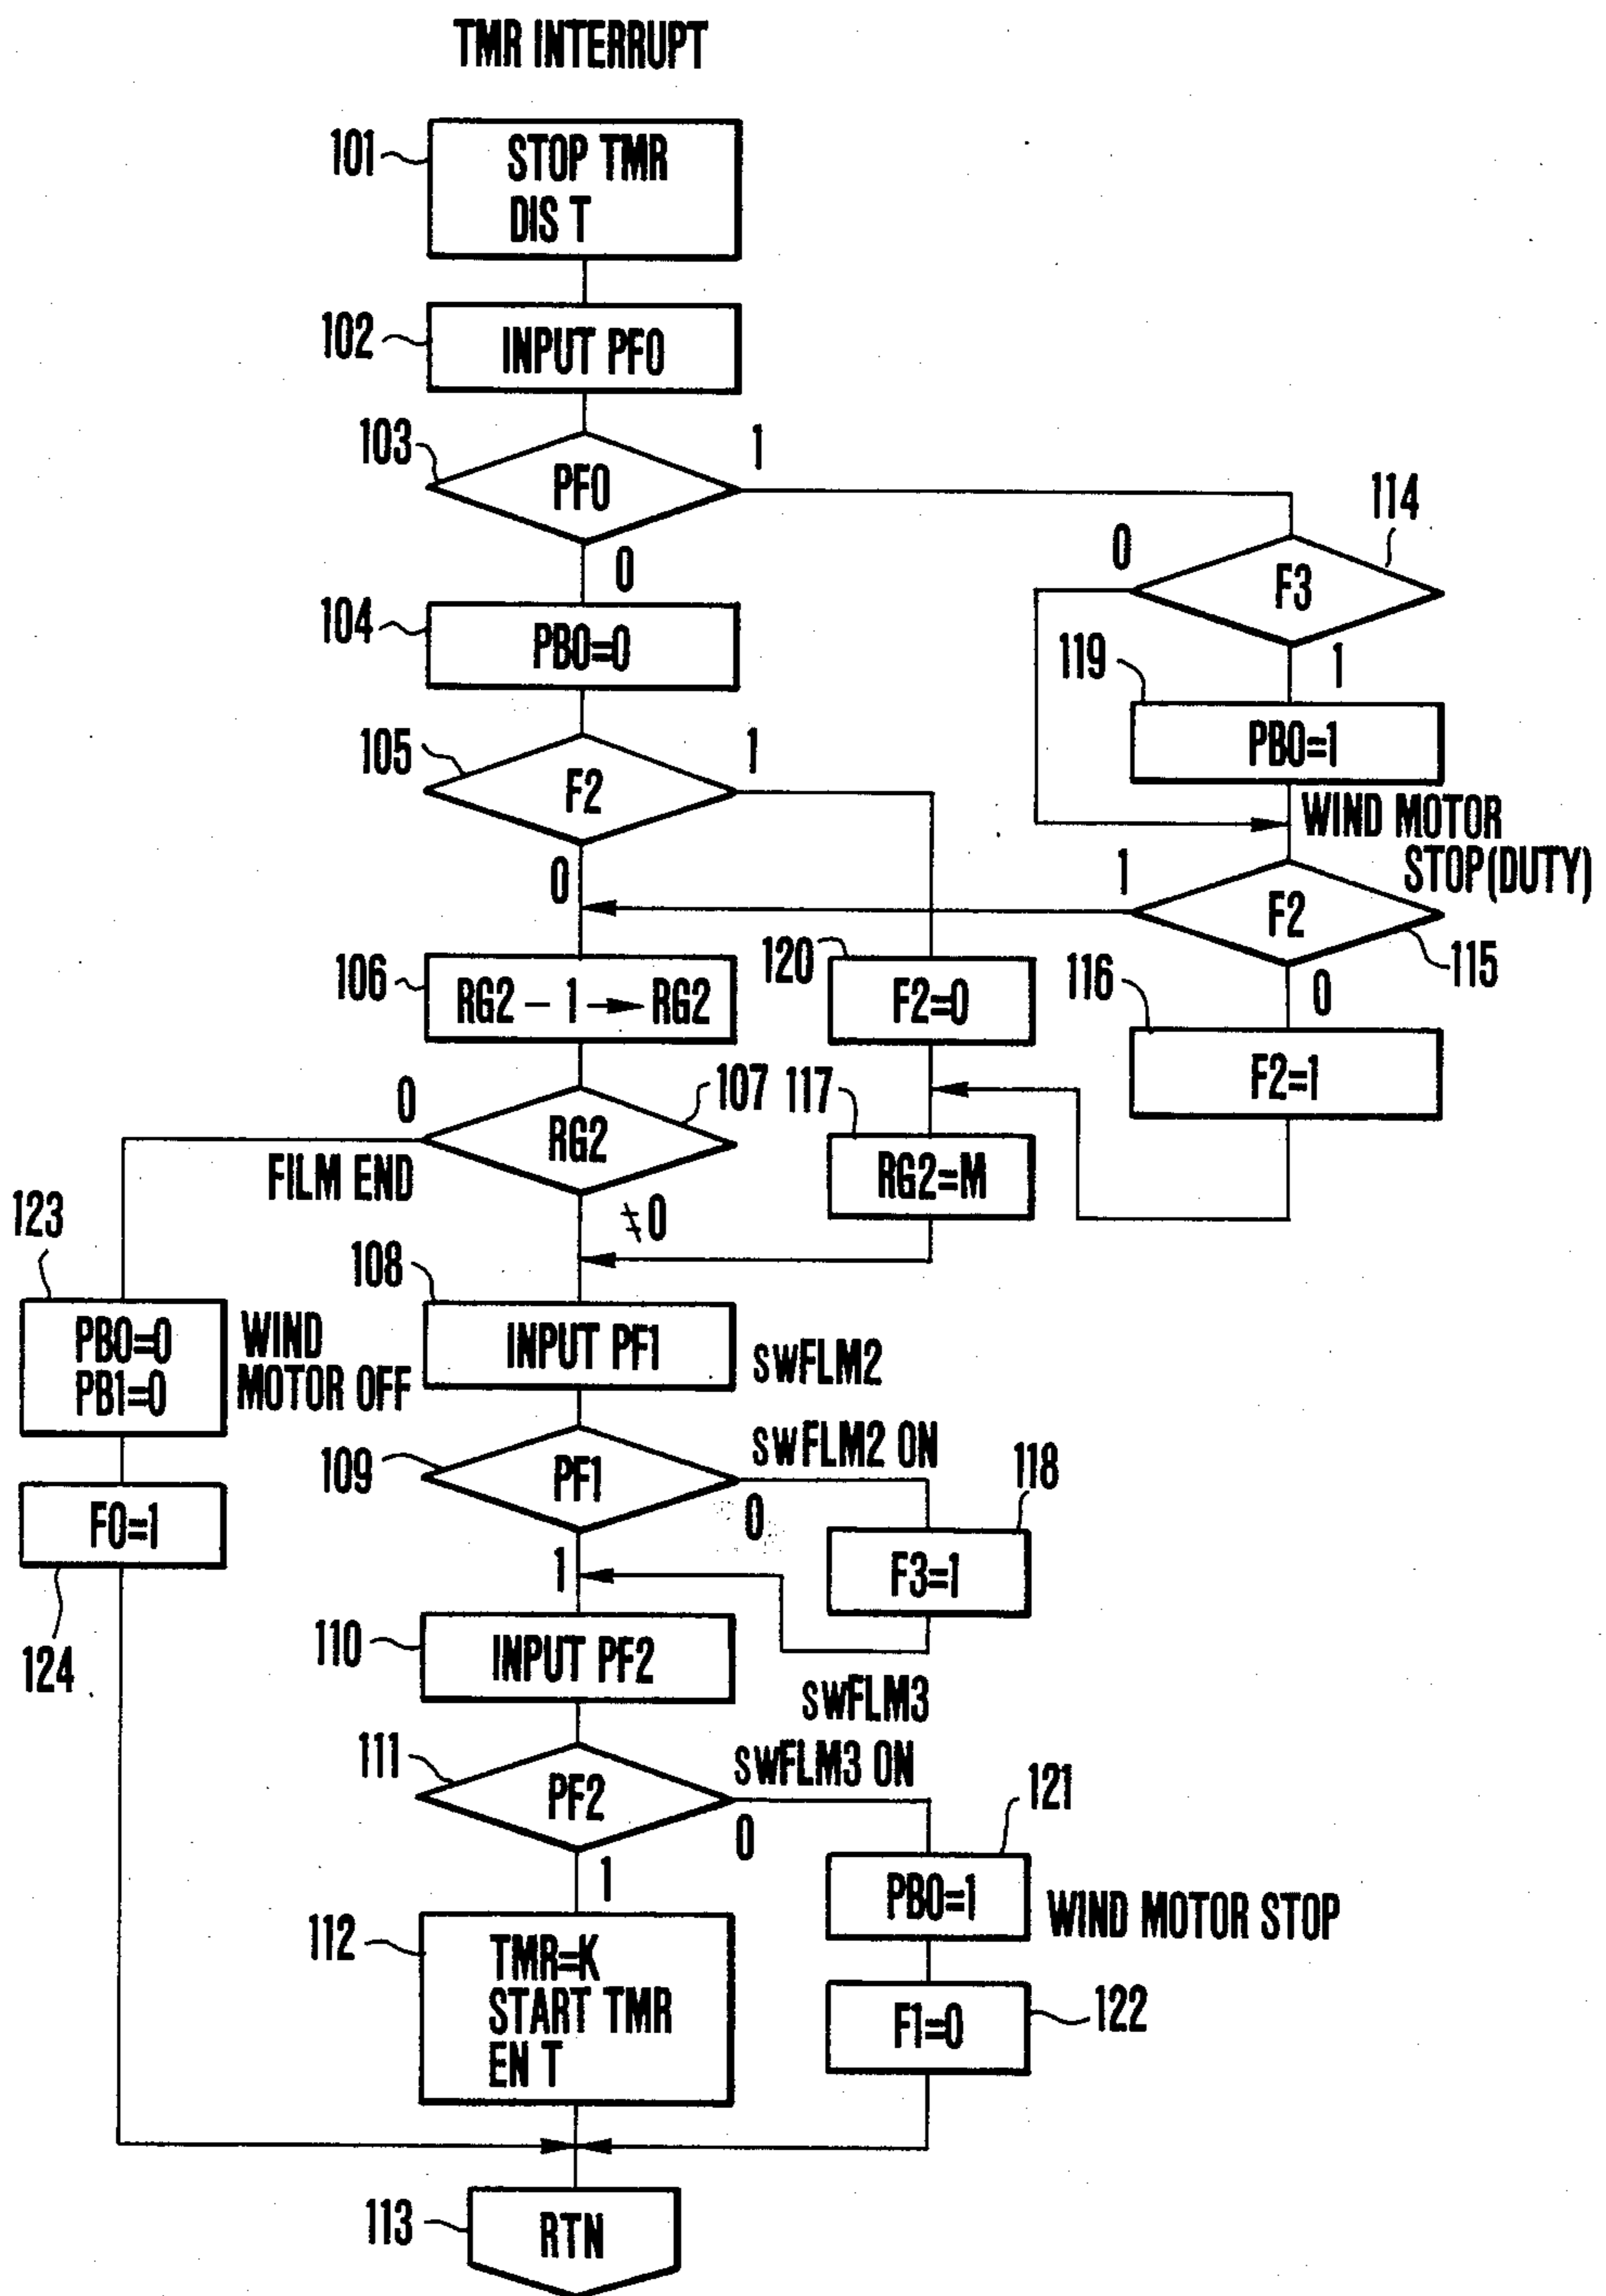 TMR INTERRUPT
101
STOP TMR
DIS T
102
INPUT PF0
103
PF0
1
0
114
F3
0
1
104
PB0=0
119
PB0=1
105
F2
1
0
WIND MOTOR
STOP(DUTY)
F2
1
0
115
106
RG2 - 1 → RG2
120
F2=0
116
F2=1
107
RG2
0
≠0
FILM END
117
RG2=M
123
PB0=0
PB1=0
WIND
MOTOR OFF
108
INPUT PF1
SWFLM2
109
PF1
SWFLM2 ON
0
1
118
F3=1
124
F0=1
110
INPUT PF2
SWFLM3
111
PF2
SWFLM3 ON
0
1
121
PB0=1
WIND MOTOR STOP
112
TMR=K
START TMR
EN T
F1=0
122
113
RTN